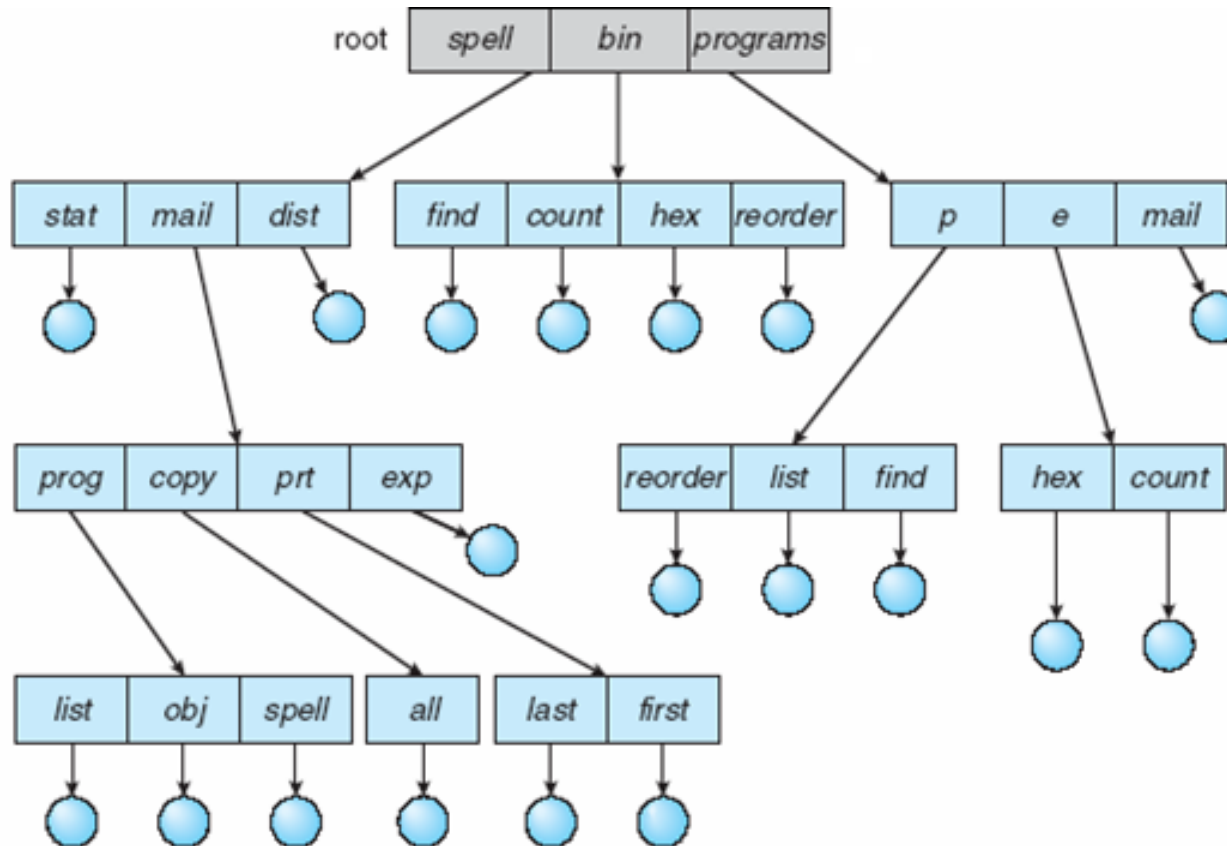 root spell bin programs
stat mail dist find count hex reorder p e mail
prog copy prt exp reorder list find hex count
list obj spell all last first